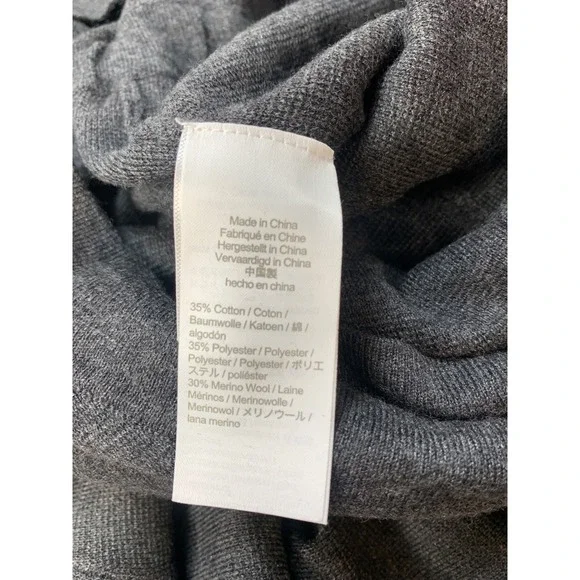 Made in China
Fabriqué en Chine
Hergestellt in China
Vervaardigd in China
中国製
hecho en china
35% Cotton / Coton /
Baumwolle / Katoen / 綿 /
algodón
35% Polyester / Polyester /
Polyester / Polyester / ポリエ
ステル / poliéster
30% Merino Wool / Laine
Mérinos / Merinowolle /
Merinowol / メリノウール /
lana merino